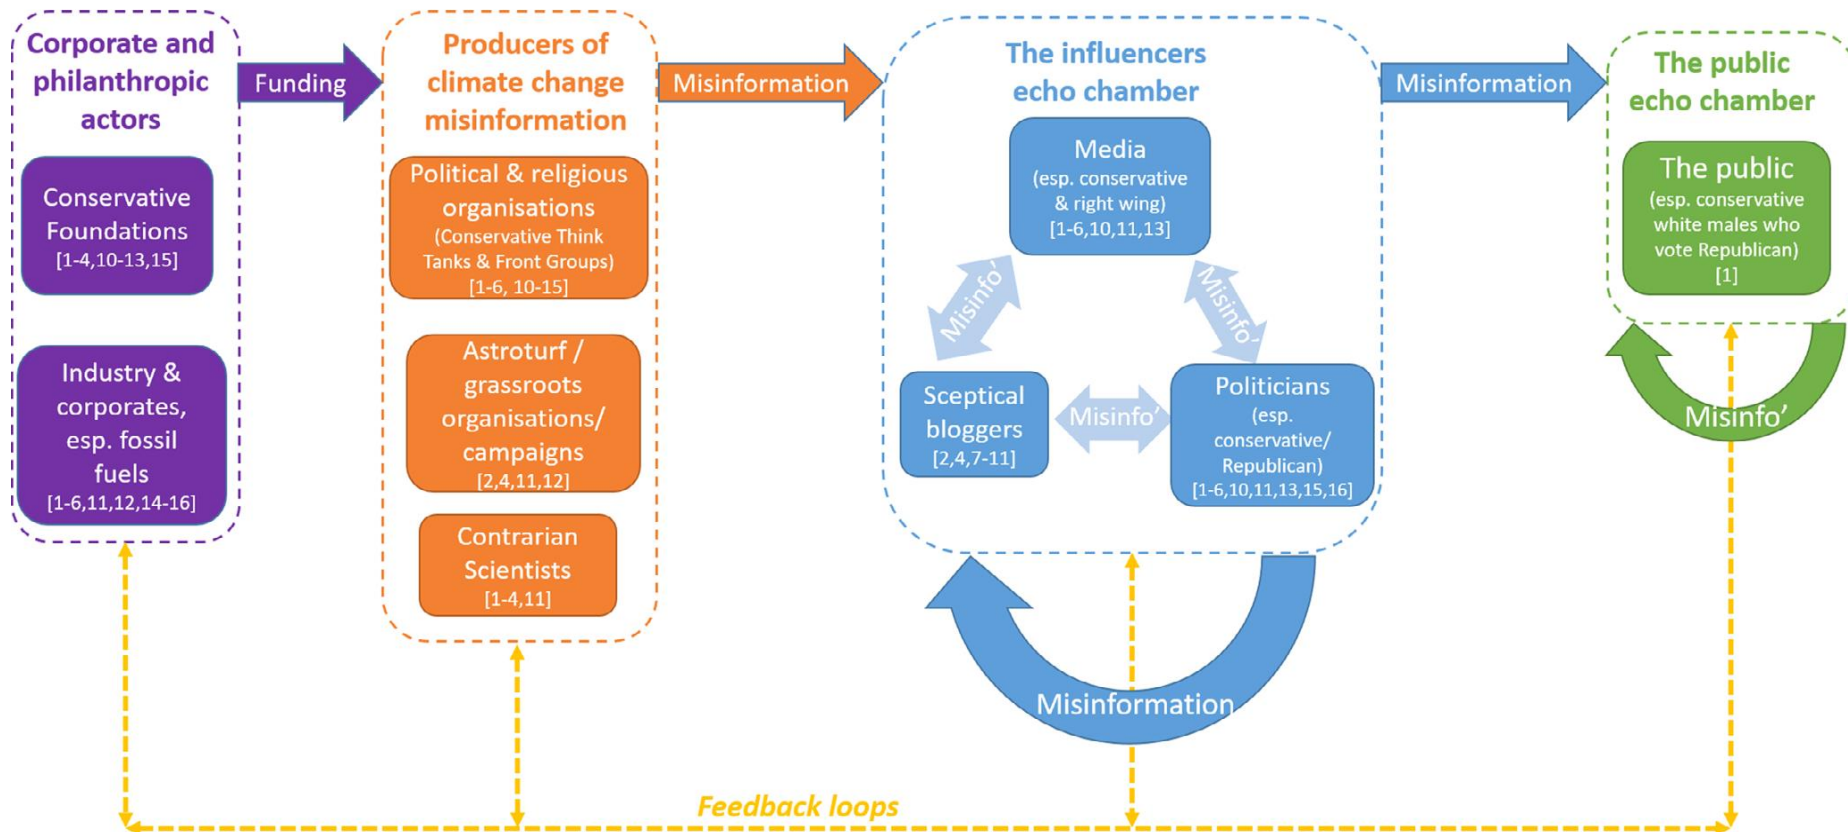 Corporate and
philanthropic
actors
Conservative
Foundations
[1-4,10-13,15]
Industry &
corporates,
esp. fossil
fuels
[1-6,11,12,14-16]
Funding
Producers of
climate change
misinformation
Political & religious
organisations
(Conservative Think
Tanks & Front Groups)
[1-6, 10-15]
Astroturf /
grassroots
organisations/
campaigns
[2,4,11,12]
Contrarian
Scientists
[1-4,11]
Misinformation
The influencers
echo chamber
Media
(esp. conservative
& right wing)
[1-6,10,11,13]
Misinfo'
Misinfo'
Sceptical
bloggers
[2,4,7-11]
Misinfo'
Politicians
(esp.
conservative/
Republican)
[1-6,10,11,13,15,16]
Misinformation
Misinformation
The public
echo chamber
The public
(esp. conservative
white males who
vote Republican)
[1]
Misinfo'
Feedback loops